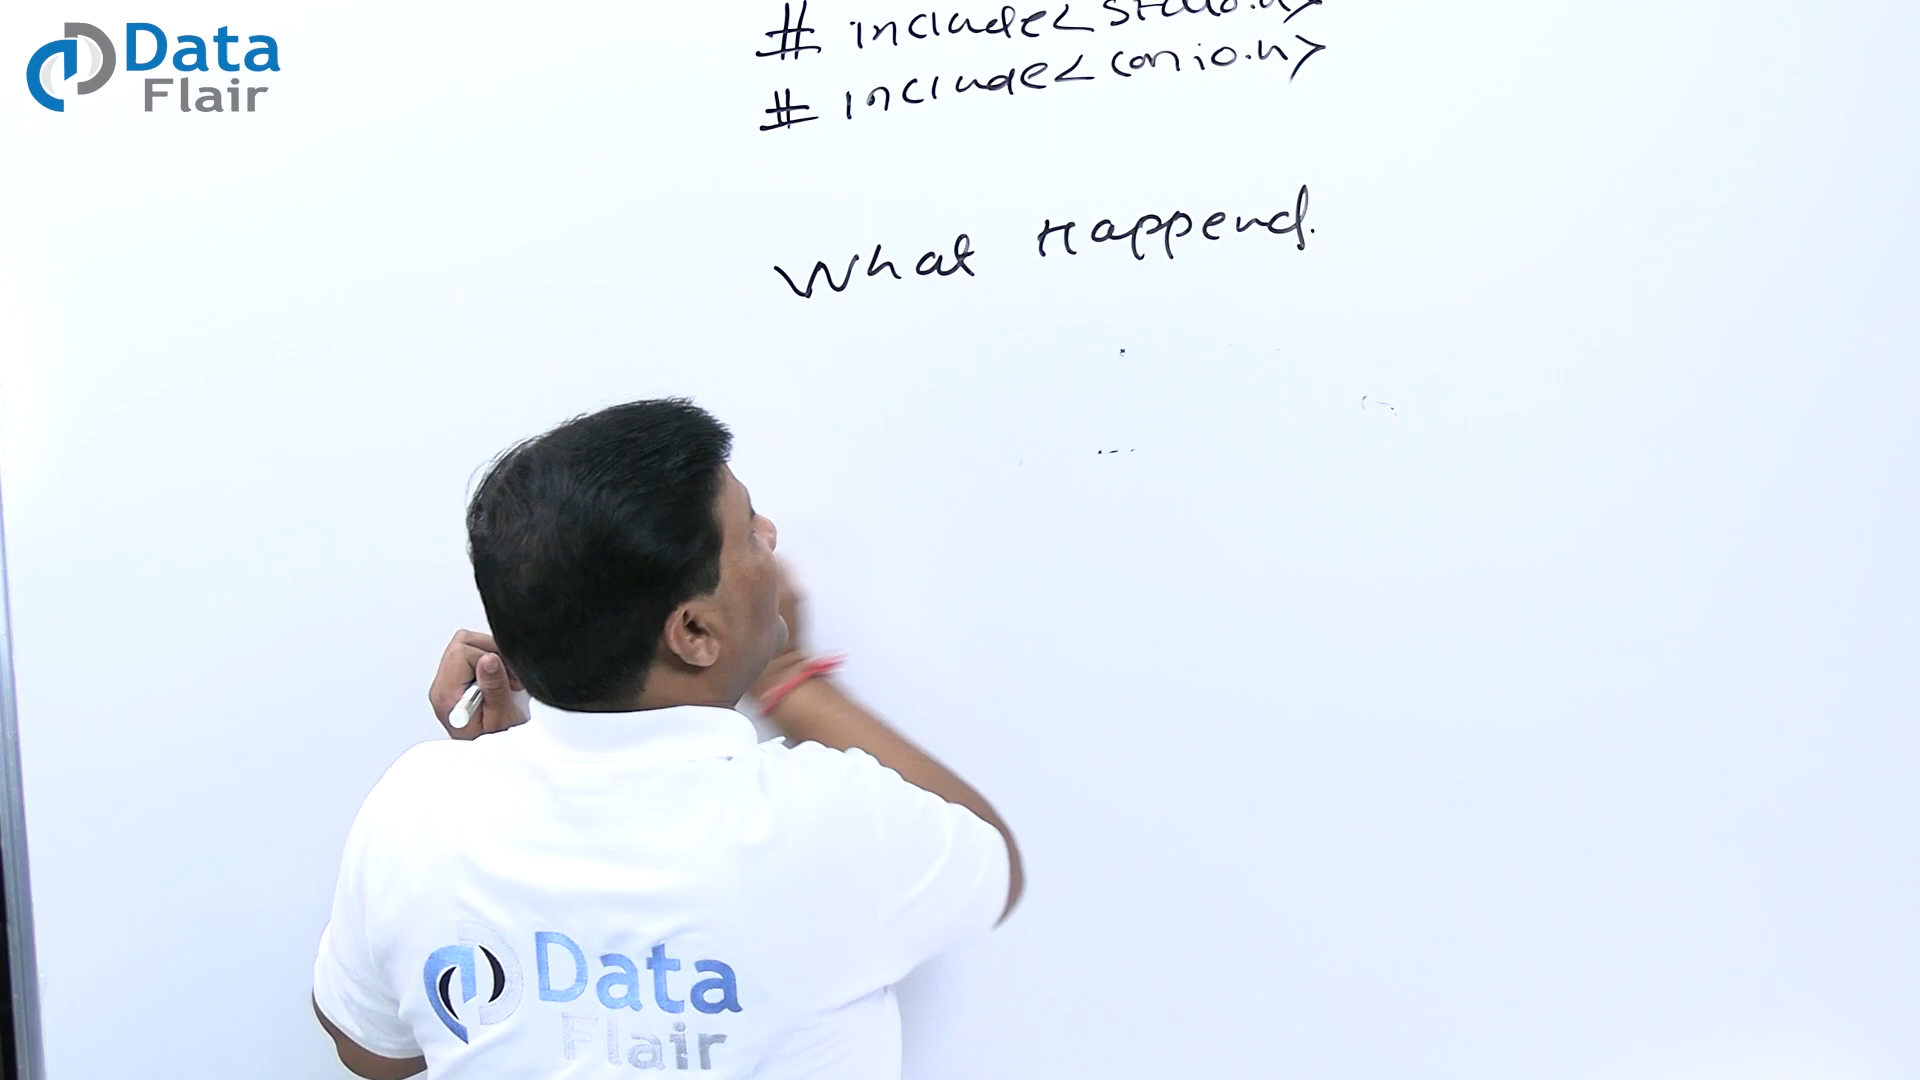 Data
Flair
# include<stdio.h>
# include<conio.h>
What Happend.
Data
Flair